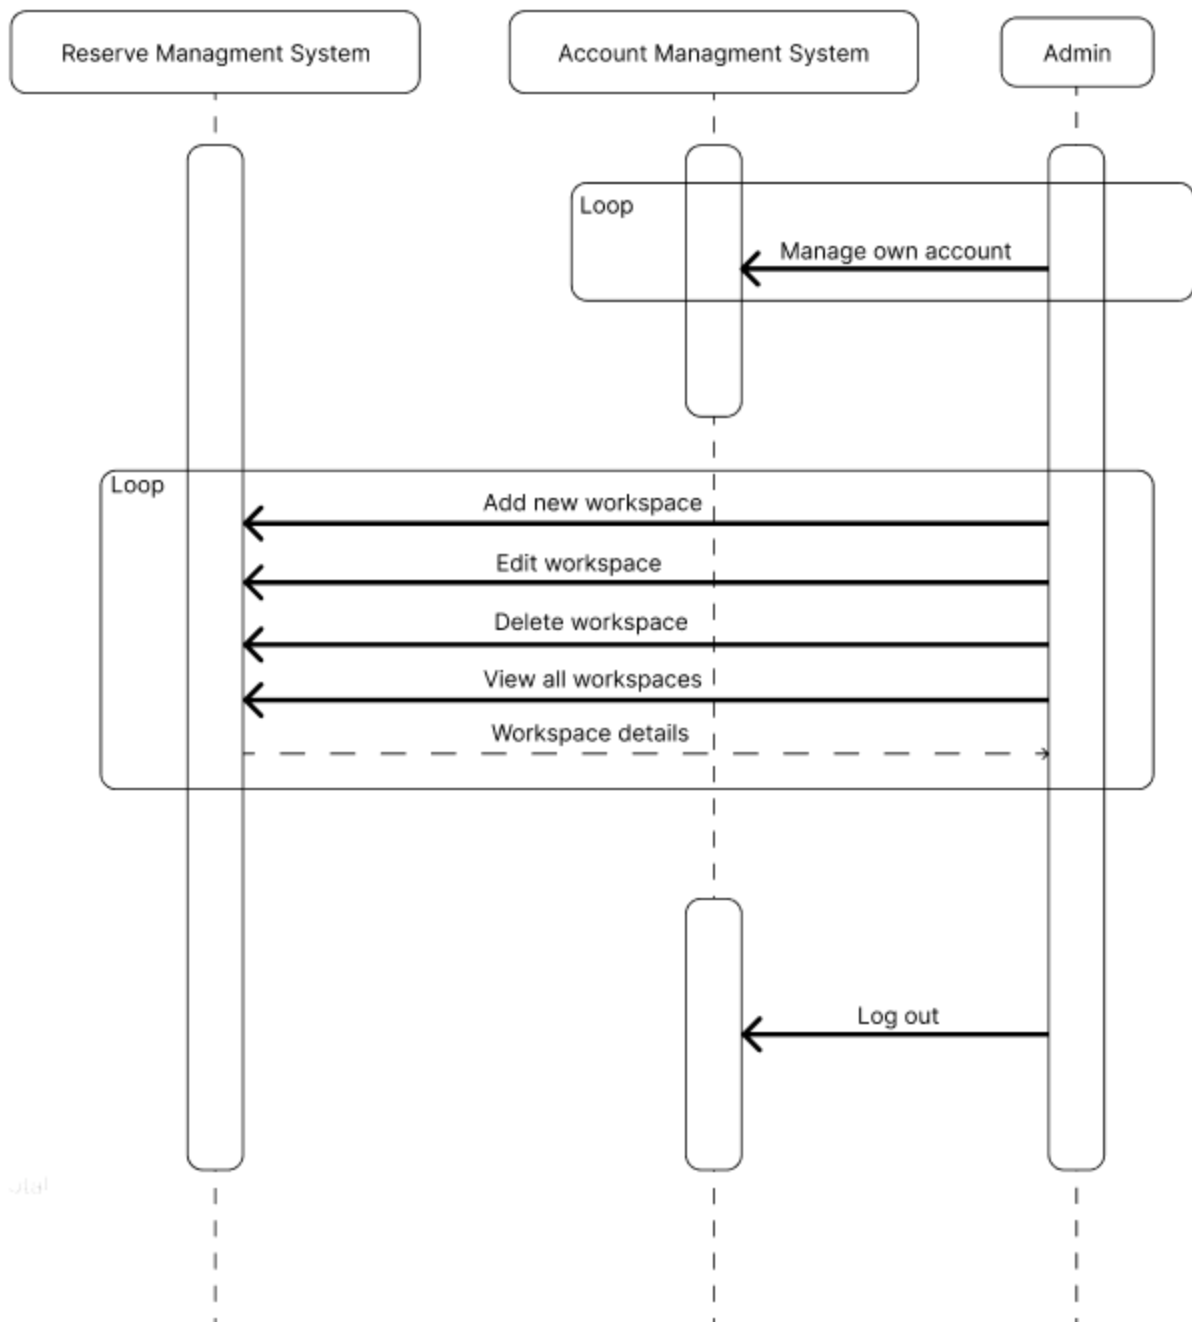 Reserve Managment System
Account Managment System
Admin
Loop
Manage own account
Loop
Add new workspace
Edit workspace
Delete workspace
View all workspaces
Workspace details
Log out